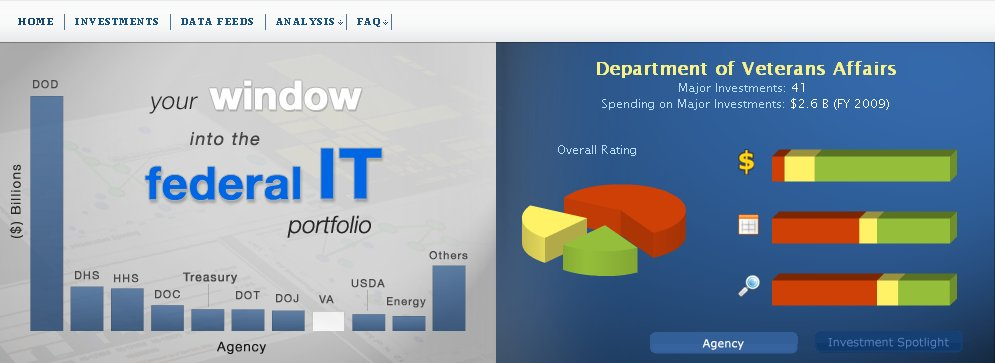 HOME INVESTMENTS DATA FEEDS ANALYSIS FAQ
DOD
your window
into the
federal IT
portfolio
($) Billions
DHS
HHS
DOC
Treasury
DOT
DOJ
VA
USDA
Energy
Others
Agency
Department of Veterans Affairs
Major Investments: 41
Spending on Major Investments: $2.6 B (FY 2009)
Overall Rating
$
Agency
Investment Spotlight